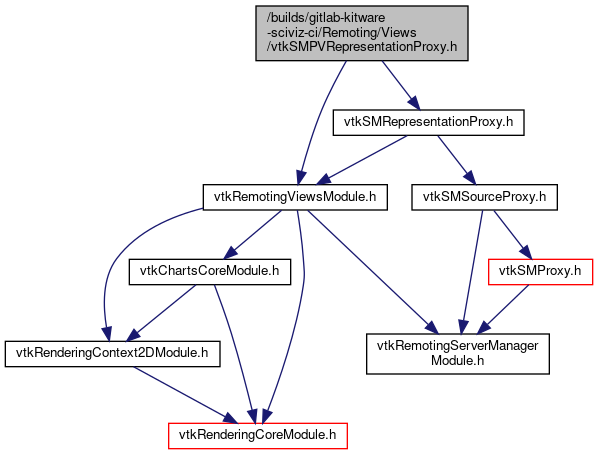 /builds/gitlab-kitware
-sciviz-ci/Remoting/Views
/vtkSMPVRepresentationProxy.h
vtkSMRepresentationProxy.h
vtkRemotingViewsModule.h
vtkSMSourceProxy.h
vtkChartsCoreModule.h
vtkSMProxy.h
vtkRenderingContext2DModule.h
vtkRemotingServerManager
Module.h
vtkRenderingCoreModule.h